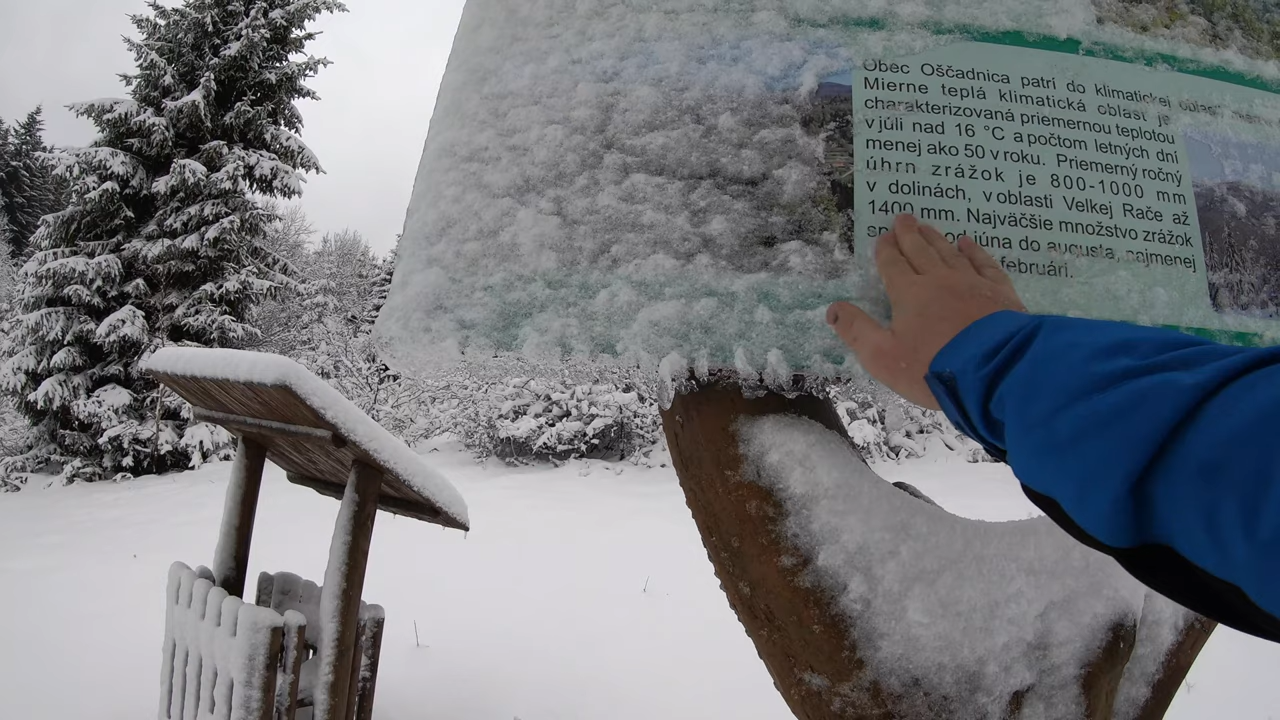 Obec Oščadnica patrí do klimatickej oblasti
Mierne teplá klimatická oblasť je
charakterizovaná priemernou teplotou
v júli nad 16 °C a počtom letných dní
menej ako 50 v roku. Priemerný ročný
úhrn zrážok je 800-1000 mm
v dolinách, v oblasti Velkej Rače až
1400 mm. Najväčšie množstvo zrážok
od júna do augusta, najmenej
februári.